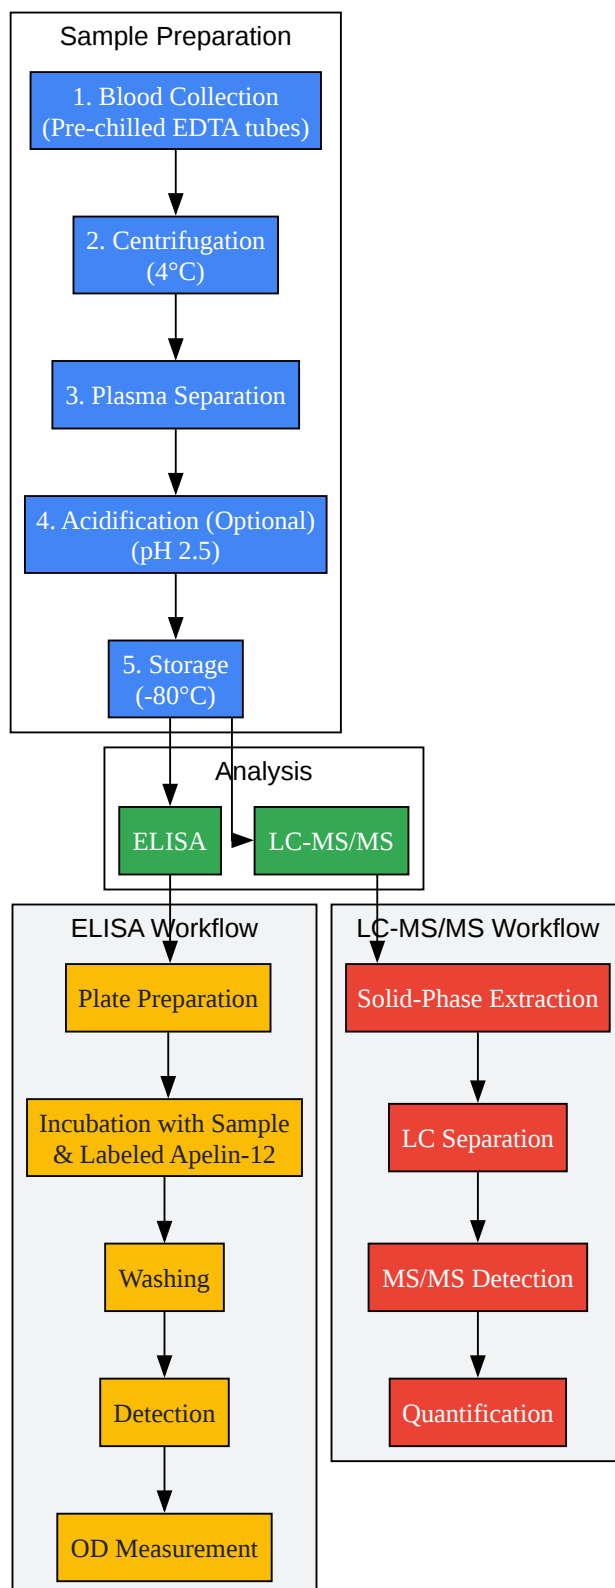 Sample Preparation
1. Blood Collection
(Pre-chilled EDTA tubes)
2. Centrifugation
(4°C)
3. Plasma Separation
4. Acidification (Optional)
(pH 2.5)
5. Storage
(-80°C)
Analysis
ELISA
LC-MS/MS
ELISA Workflow
Plate Preparation
Incubation with Sample
& Labeled Apelin-12
Washing
Detection
OD Measurement
LC-MS/MS Workflow
Solid-Phase Extraction
LC Separation
MS/MS Detection
Quantification